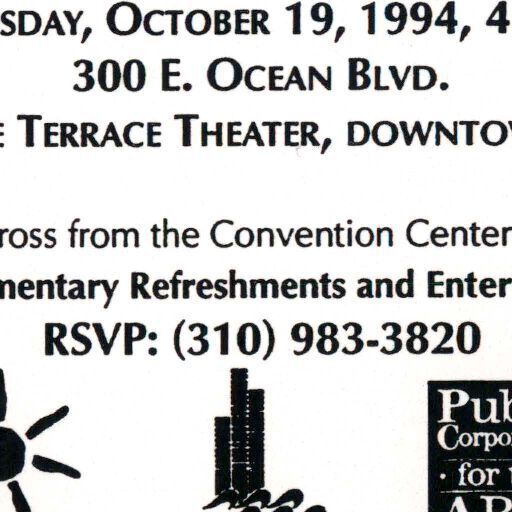 SDAY, OCTOBER 19, 1994, 4
300 E. OCEAN BLVD.
E TERRACE THEATER, DOWNTO
ross from the Convention Center
mentary Refreshments and Enter
RSVP: (310) 983-3820
Pub
Corpo
· for